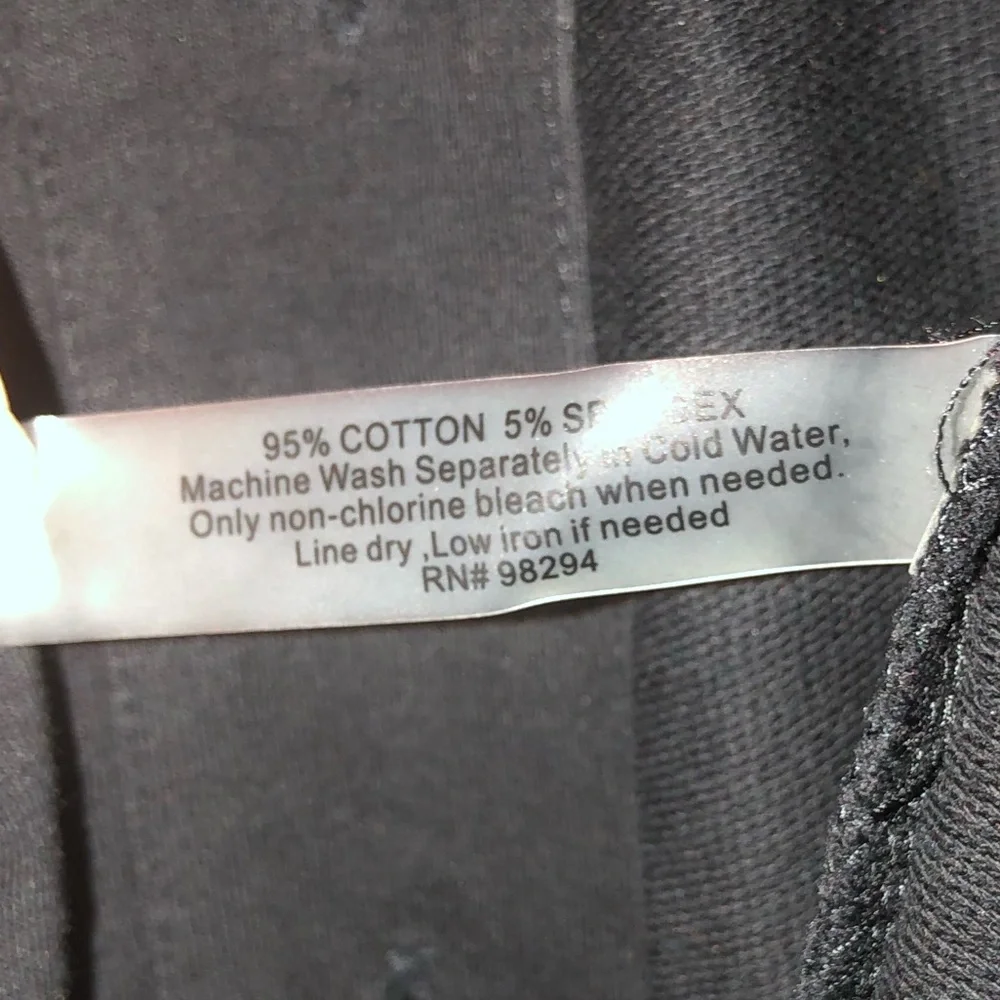 95% COTTON 5%
Machine Wash Separately in Cold Water,
Only non-chlorine bleach when needed.
Line dry ,Low iron if needed
RN# 98294